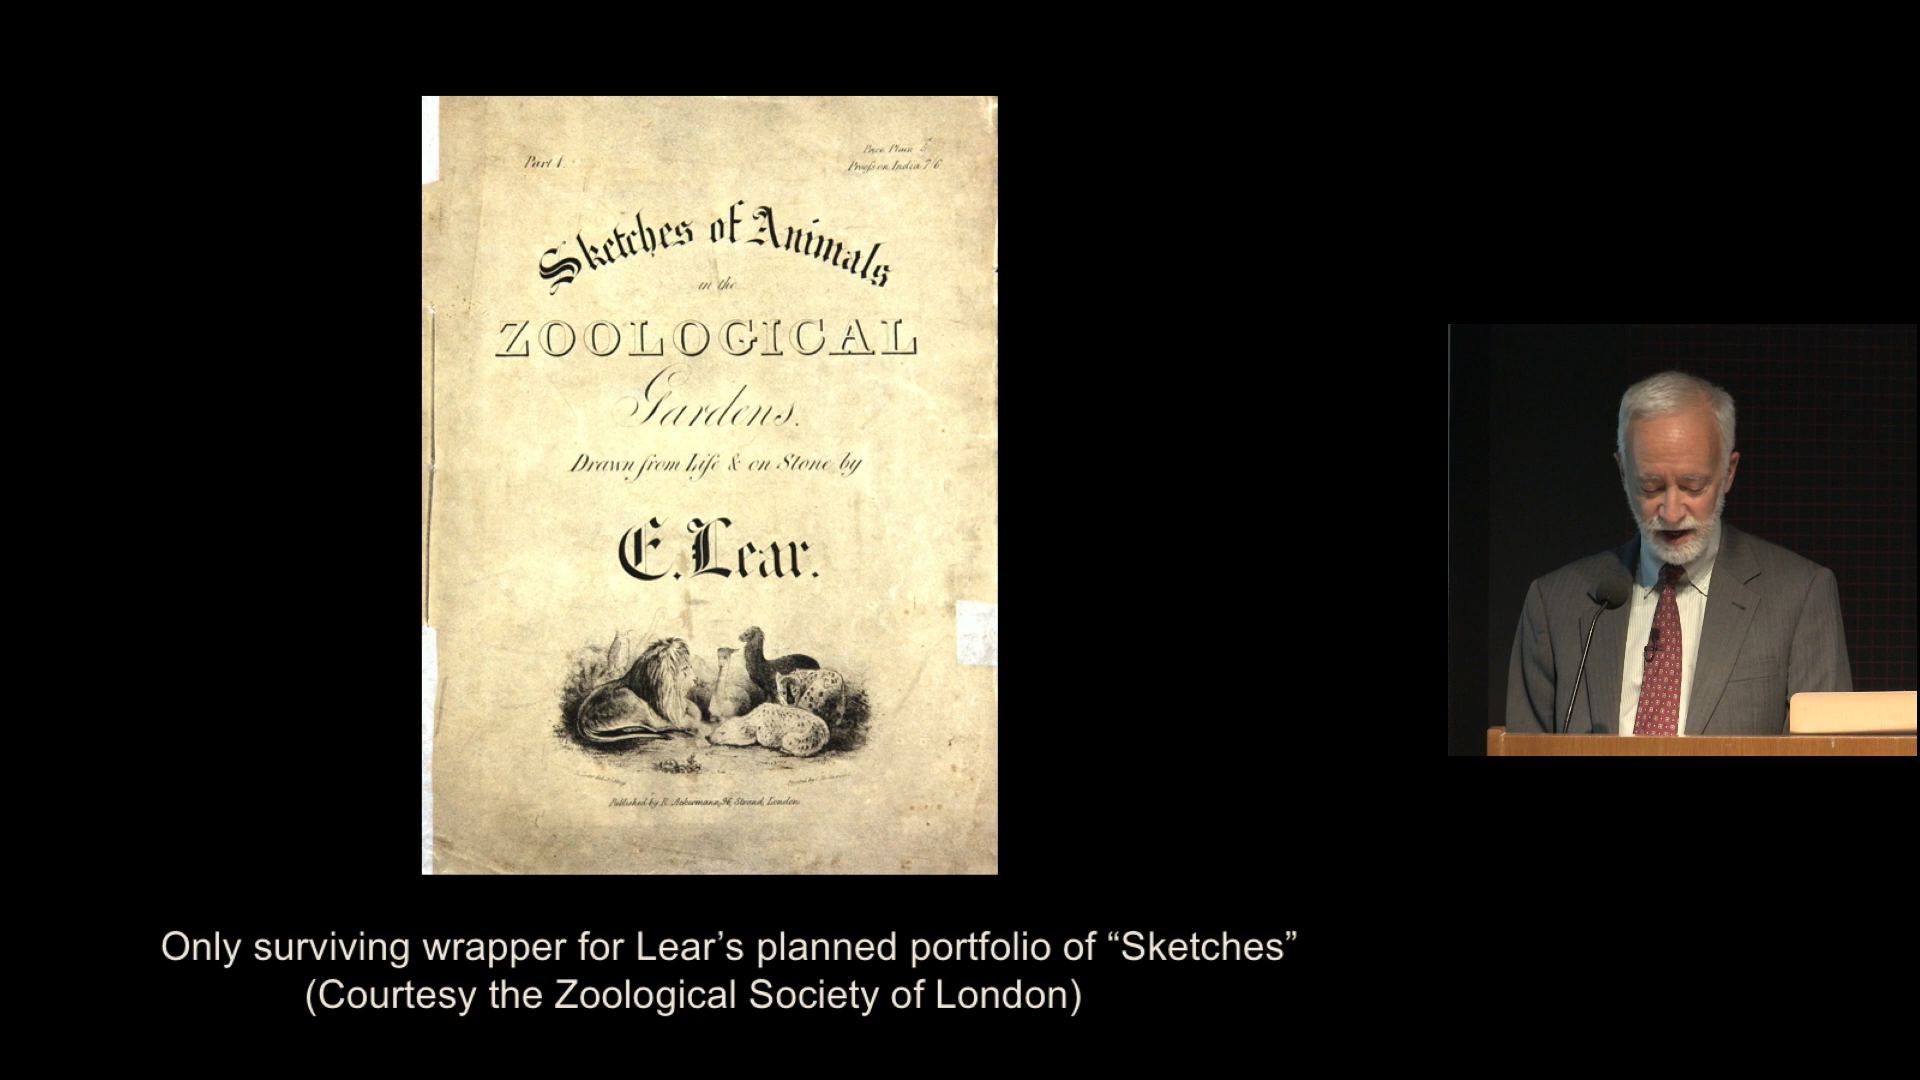 Part 1.
Price Plain 5
Proofs on India 7/6
Sketches of Animals
in the
ZOOLOGICAL
Gardens.
Drawn from Life & on Stone by
E. Lear.
Published by R. Ackermann, 96, Strand, London
Only surviving wrapper for Lear’s planned portfolio of “Sketches”
(Courtesy the Zoological Society of London)